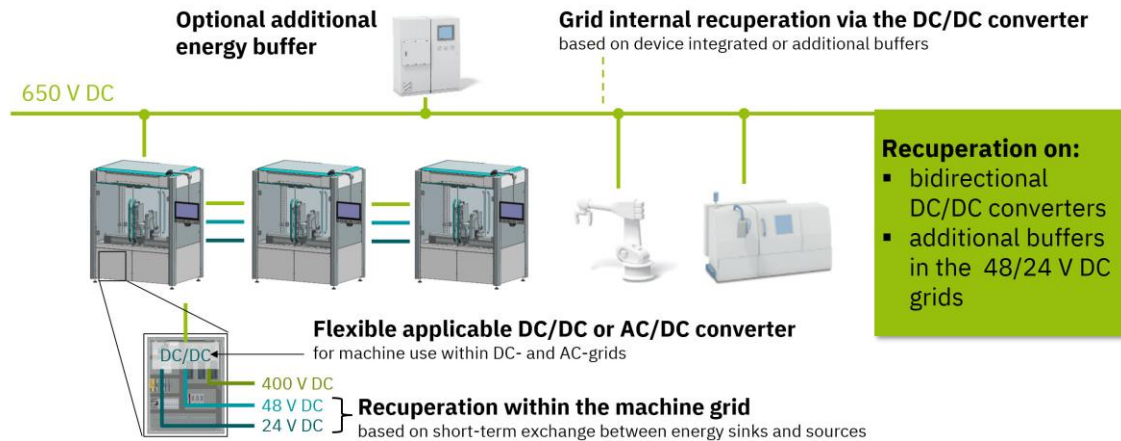 Optional additional
energy buffer
Grid internal recuperation via the DC/DC converter
based on device integrated or additional buffers
650 V DC
Recuperation on:
▪ bidirectional
DC/DC converters
▪ additional buffers
in the 48/24 V DC
grids
Flexible applicable DC/DC or AC/DC converter
for machine use within DC- and AC-grids
DC/DC
400 V DC
48 V DC
24 V DC
Recuperation within the machine grid
based on short-term exchange between energy sinks and sources